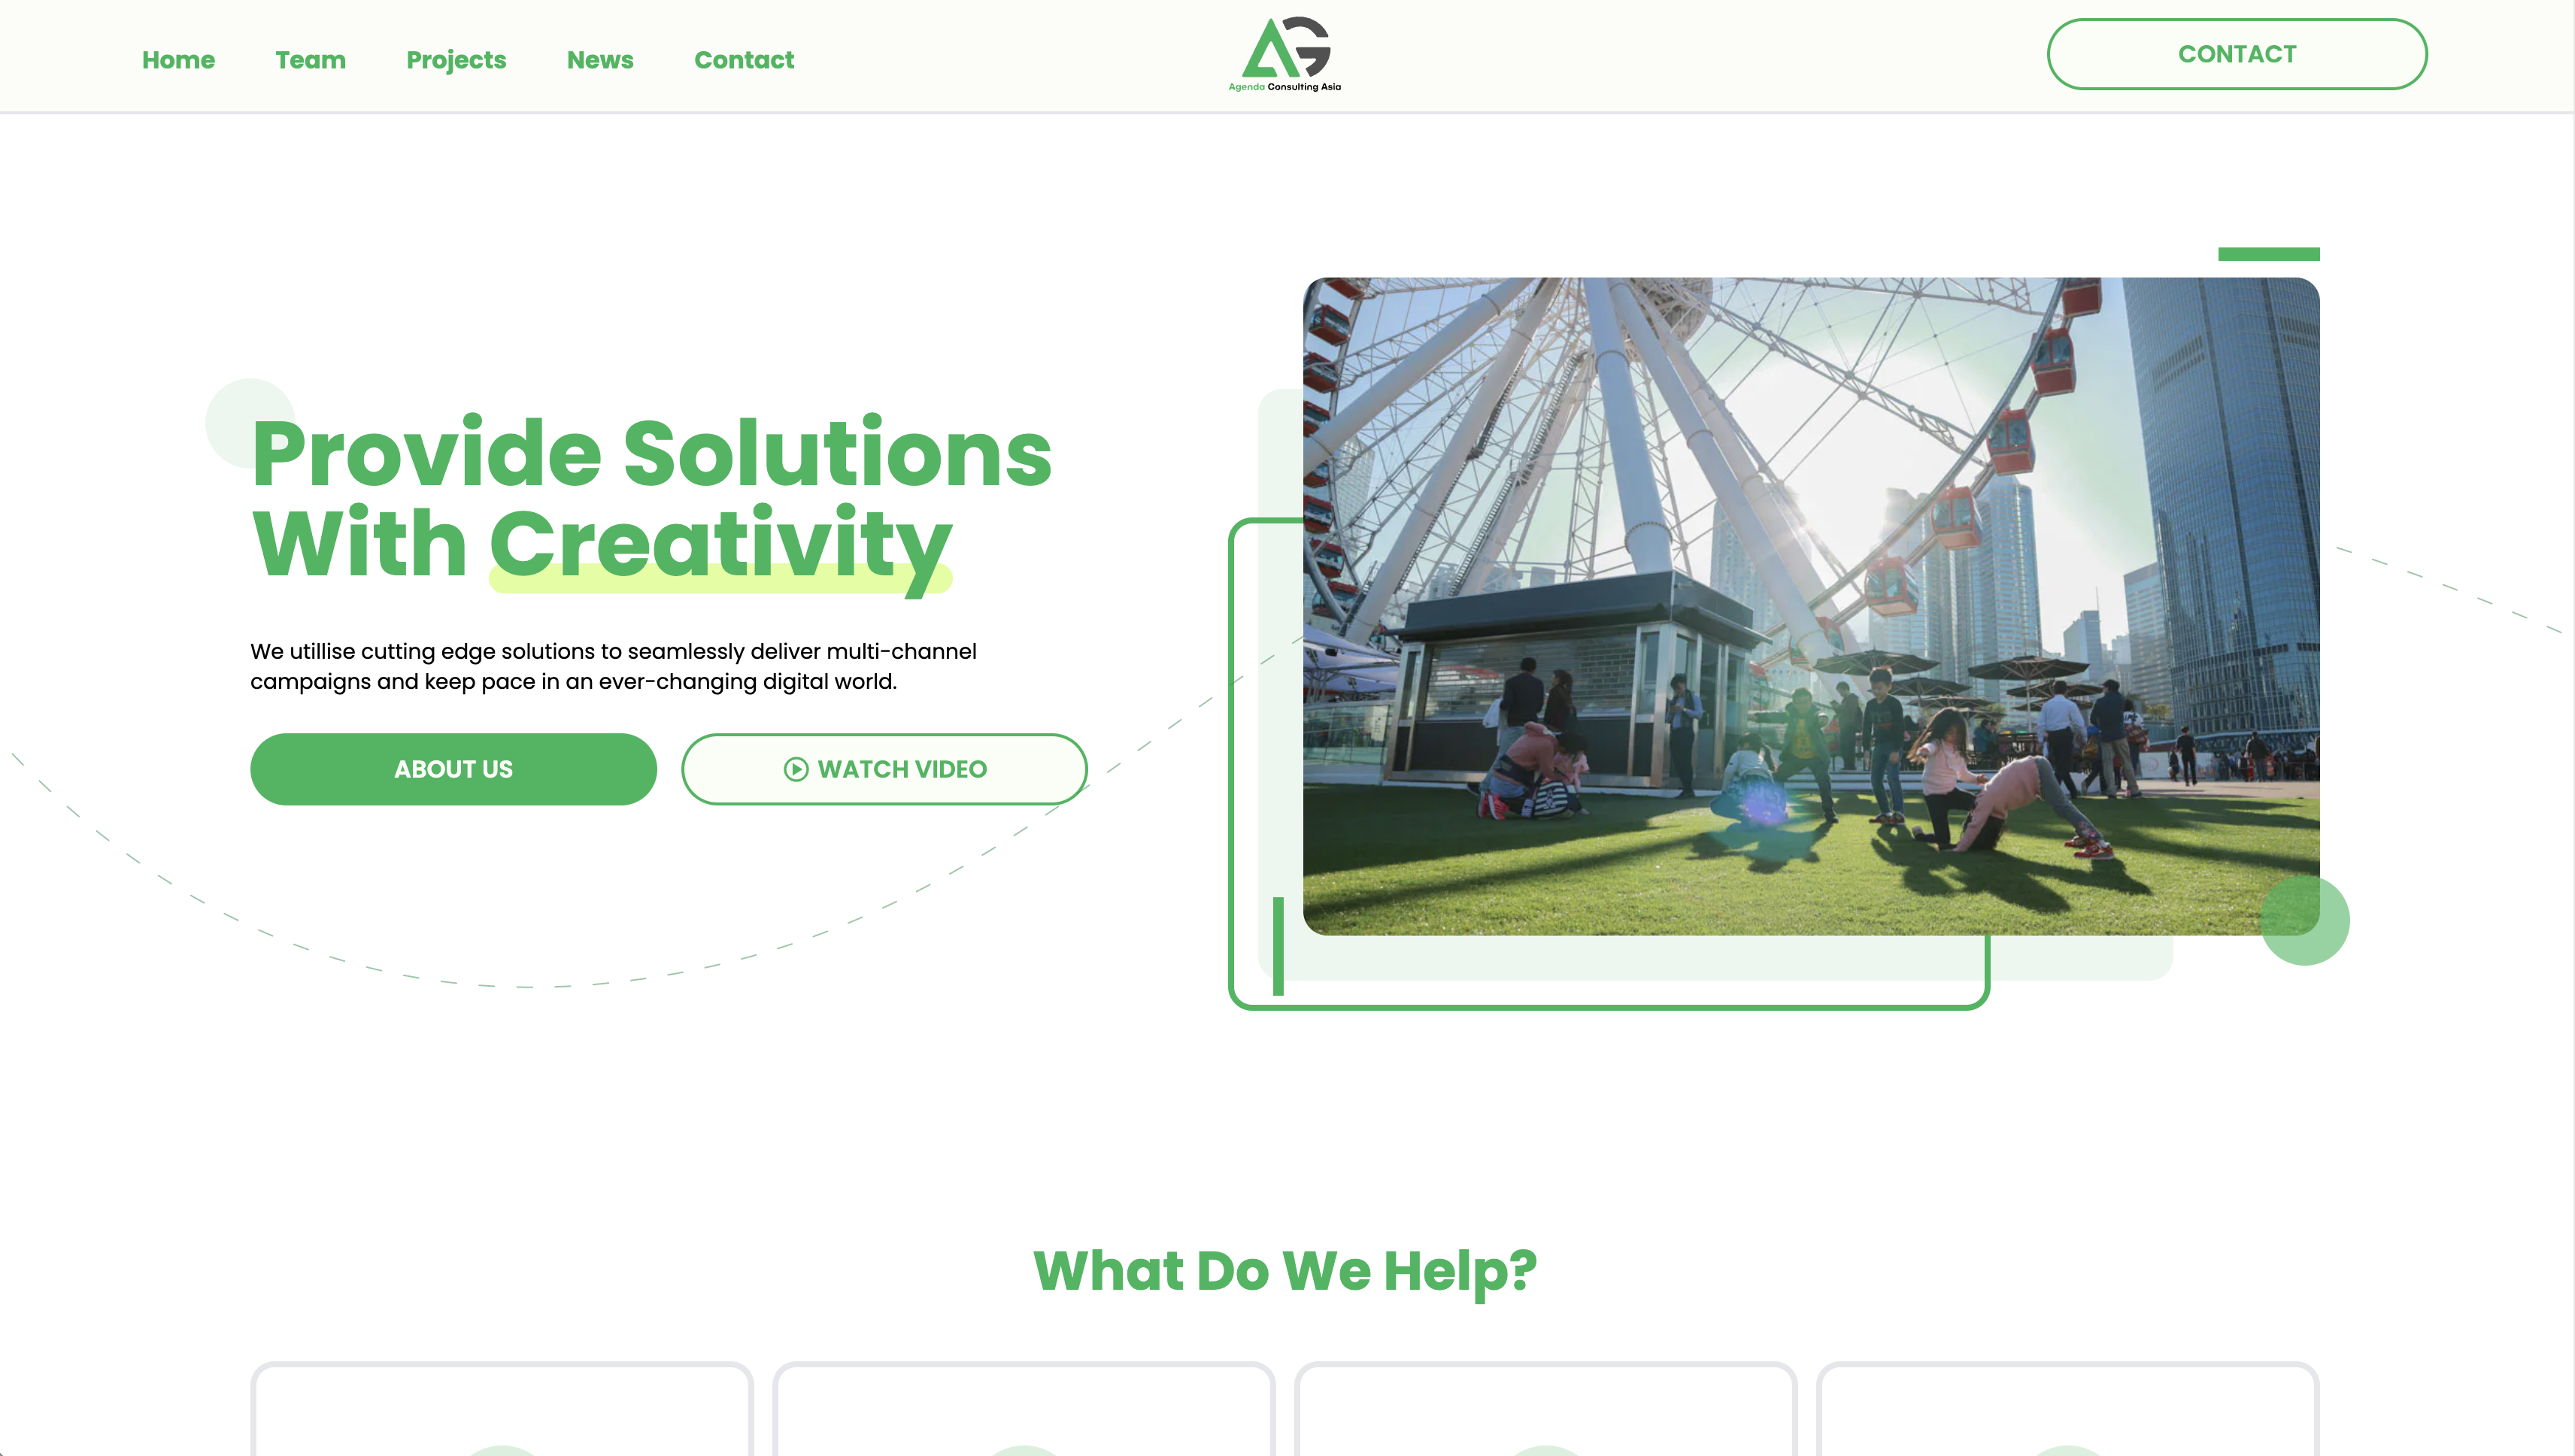 Home Team Projects News Contact
AG
Agenda Consulting Asia
CONTACT
Provide Solutions
With Creativity
We utillise cutting edge solutions to seamlessly deliver multi-channel
campaigns and keep pace in an ever-changing digital world.
ABOUT US
WATCH VIDEO
What Do We Help?